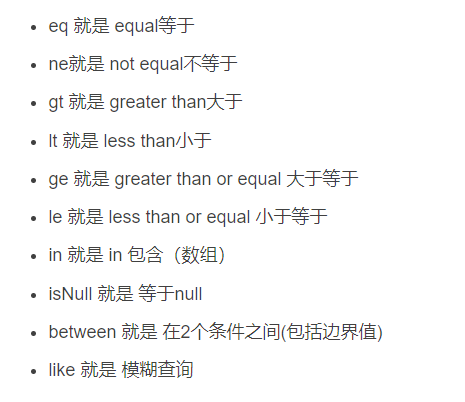 eq 就是 equal等于
ne就是 not equal不等于
gt 就是 greater than大于
lt 就是 less than小于
ge 就是 greater than or equal 大于等于
le 就是 less than or equal 小于等于
in 就是 in 包含（数组）
isNull 就是 等于null
between 就是 在2个条件之间(包括边界值)
like 就是 模糊查询